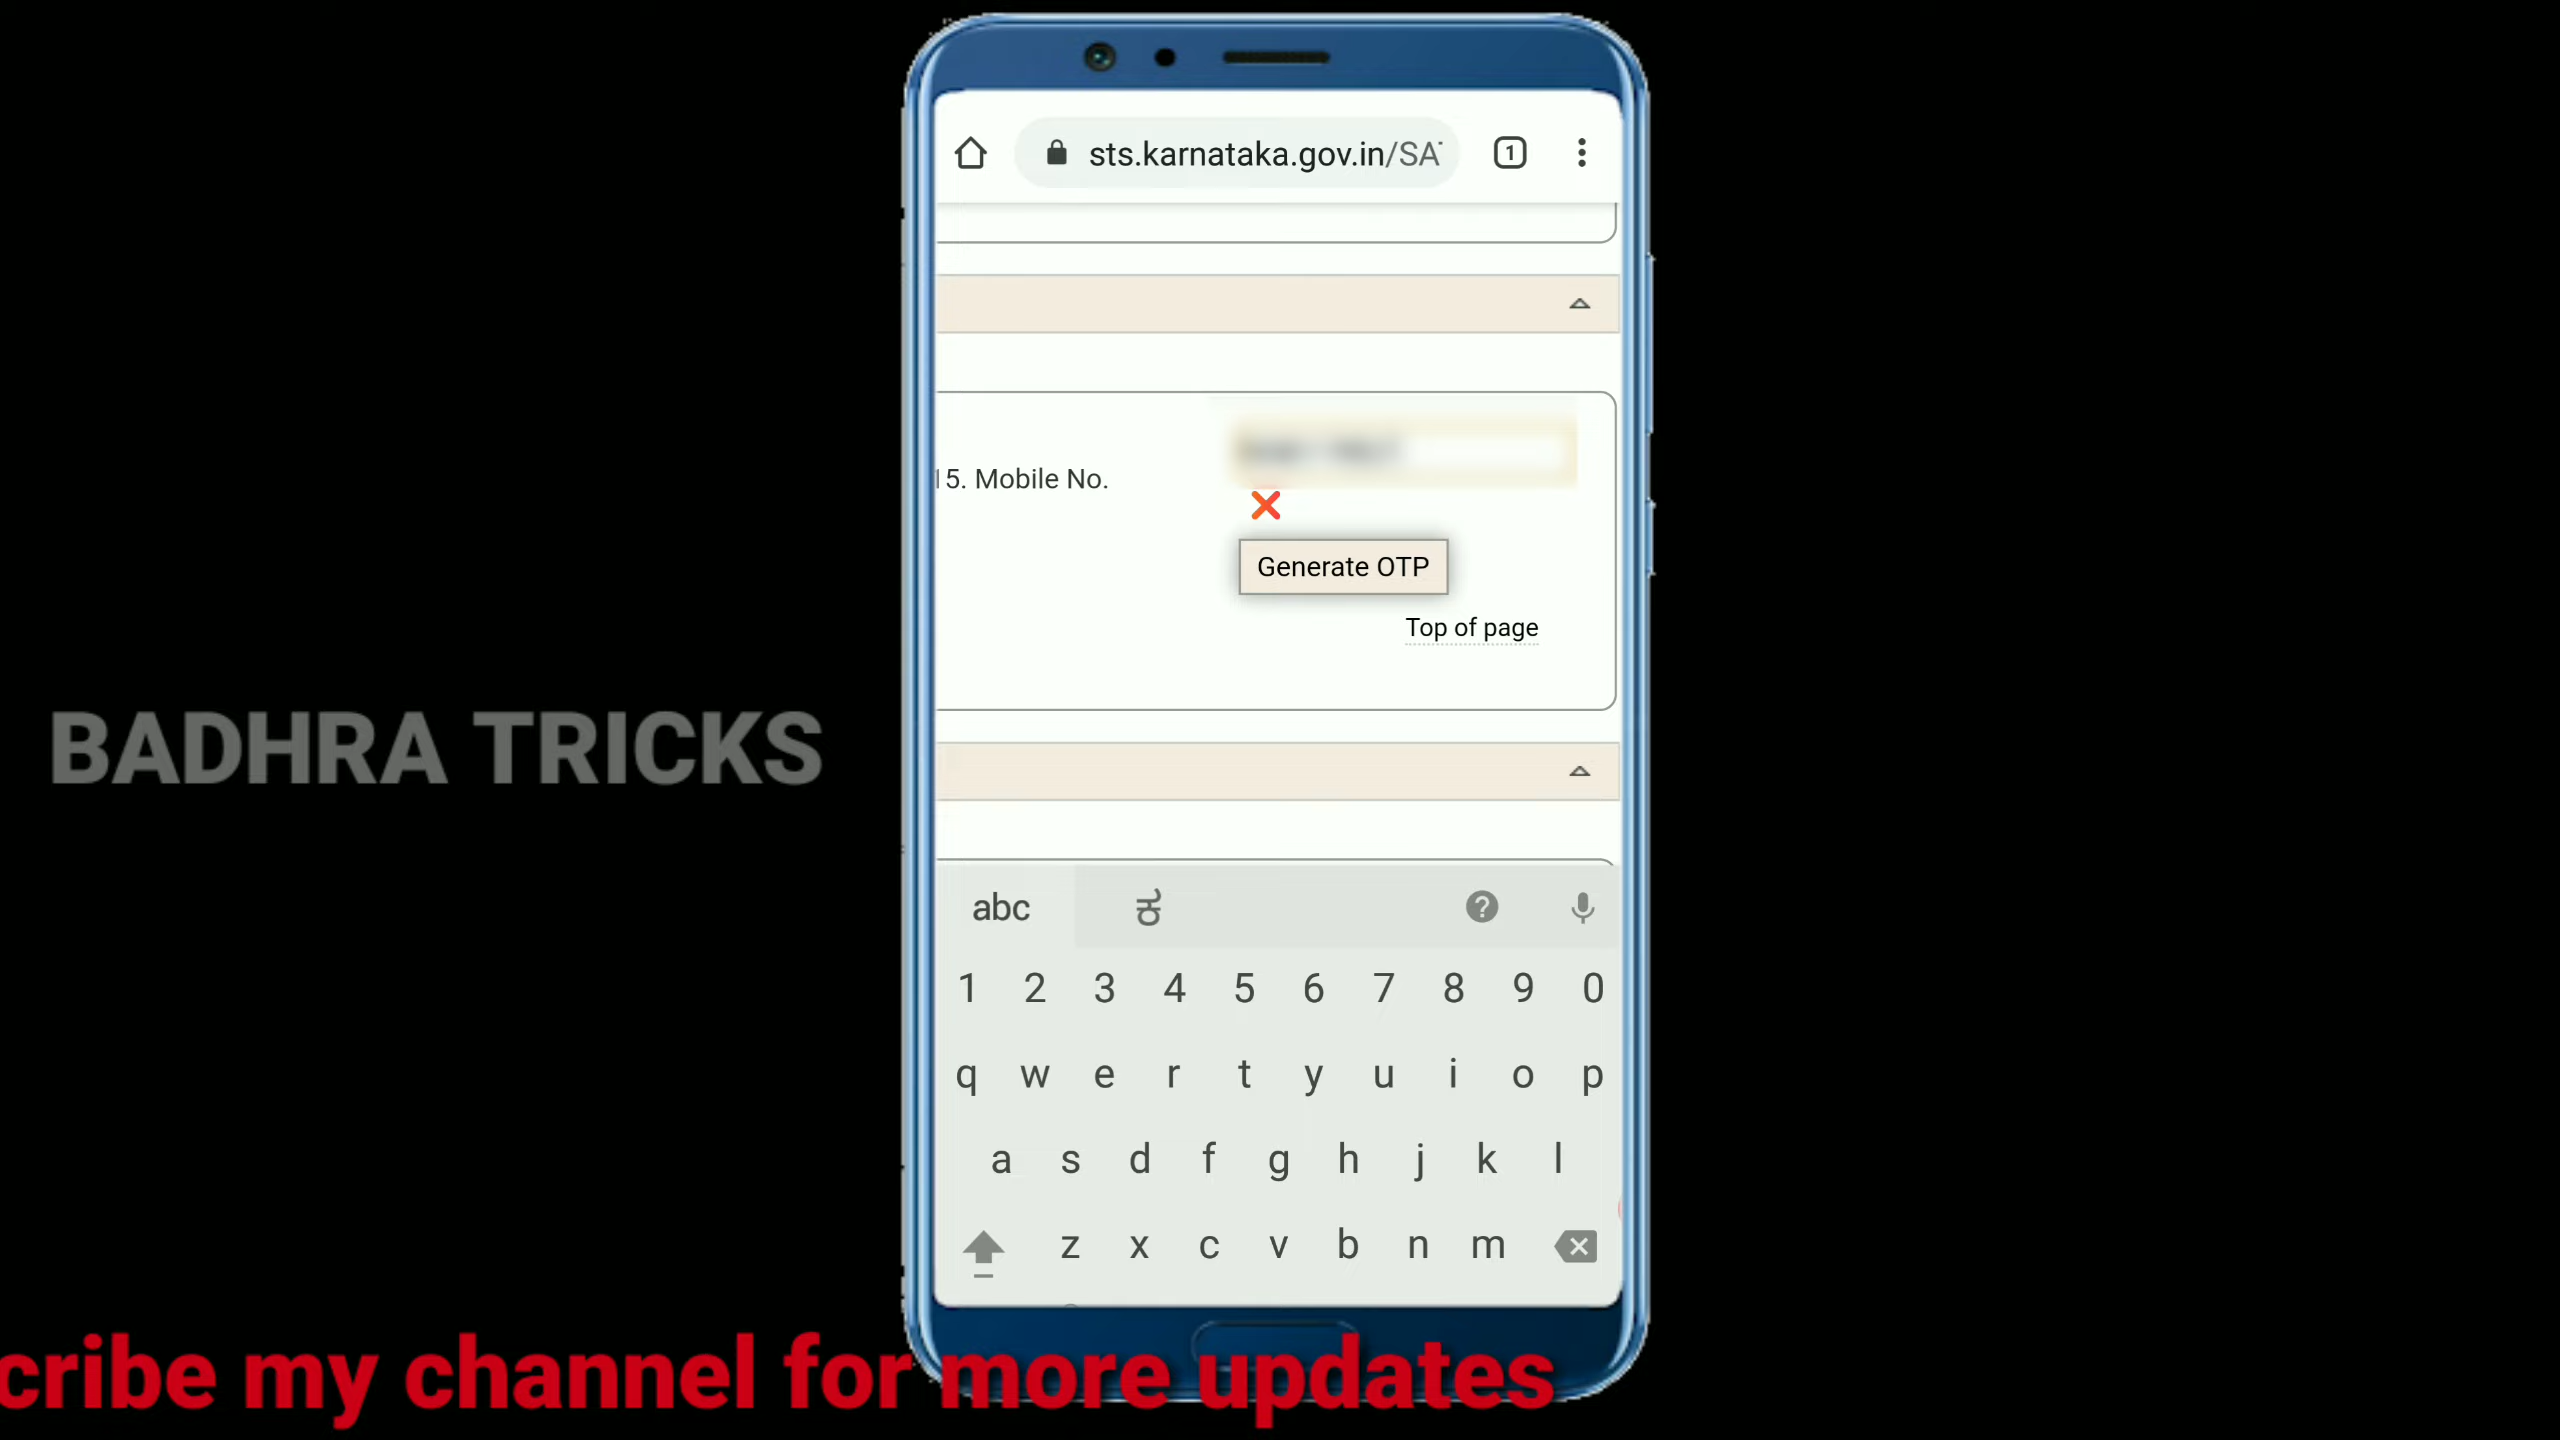 sts.karnataka.gov.in/SA
1
15. Mobile No.
Generate OTP
Top of page
BADHRA TRICKS
abc ಕ
1 2 3 4 5 6 7 8 9 0
q w e r t y u i o p
a s d f g h j k l
z x c v b n m
cribe my channel for more updates